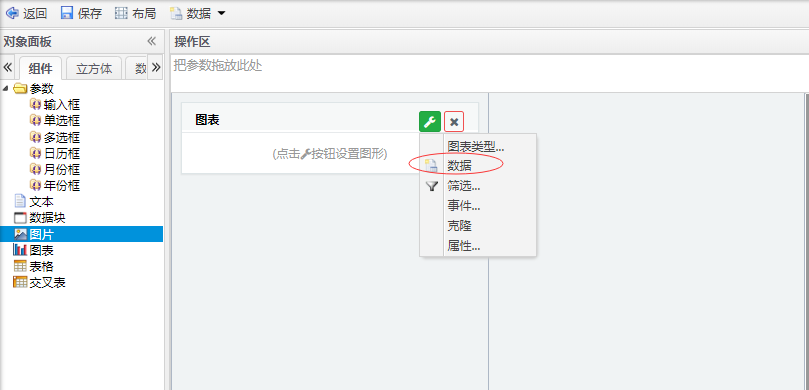 返回 保存 布局 数据
对象面板
操作区
组件 立方体 数
把参数拖放此处
参数
输入框
单选框
多选框
日历框
月份框
年份框
文本
数据块
图片
图表
表格
交叉表
图表
(点击按钮设置图形)
图表类型...
数据
筛选...
事件...
克隆
属性...